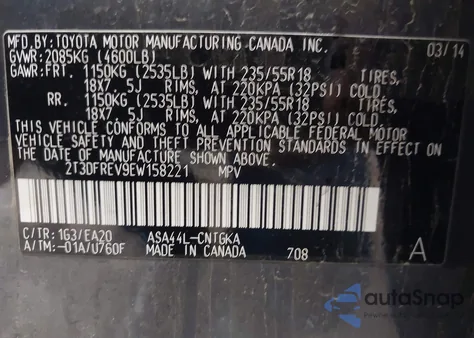 MFD.BY:TOYOTA MOTOR MANUFACTURING CANADA INC. 03/14
GVWR:2085KG (4600LB)
GAWR:FRT. 1150KG (2535LB) WITH 235/55R18 TIRES,
18X7.5J RIMS, AT 220KPA (32PSI) COLD.
RR. 1150KG (2535LB) WITH 235/55R18 TIRES,
18X7.5J RIMS, AT 220KPA (32PSI) COLD.
THIS VEHICLE CONFORMS TO ALL APPLICABLE FEDERAL MOTOR
VEHICLE SAFETY AND THEFT PREVENTION STANDARDS IN EFFECT ON
THE DATE OF MANUFACTURE SHOWN ABOVE.
2T3DFREV9EW158221 MPV
C/TR:1G3/EA20 ASA44L-CNTGKA
A/TM:-01A/U760F MADE IN CANADA 708 A
autoSnap